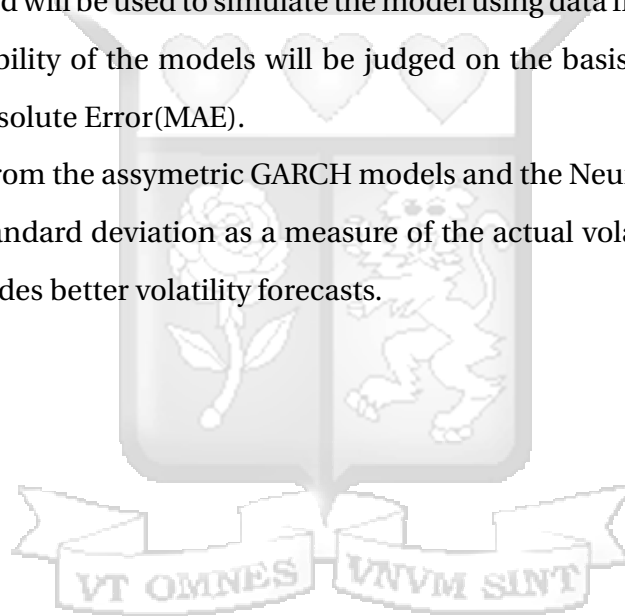 d will be used to simulate the model using data
bility of the models will be judged on the basis
solute Error(MAE).
rom the assymetric GARCH models and the Neu
andard deviation as a measure of the actual vola
des better volatility forecasts.
VT OMNES VNVM SINT